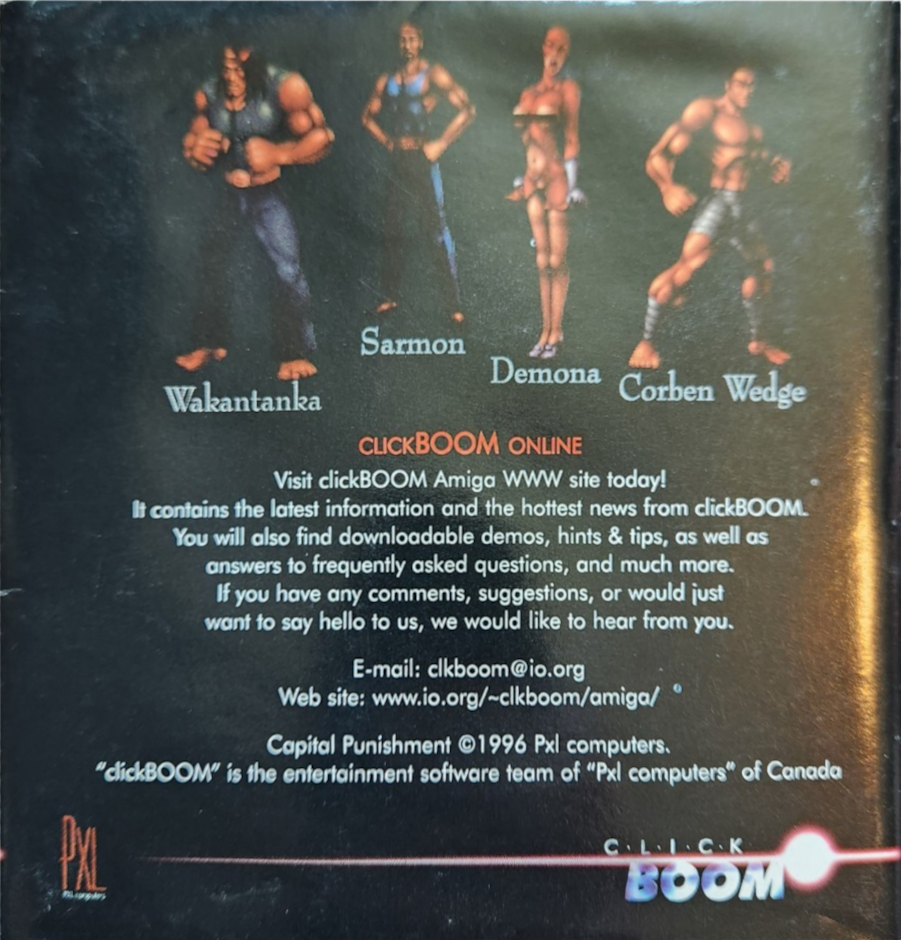 Sarmon
Demona
Wakantanka
Corben Wedge
CLICKBOOM ONLINE
Visit clickBOOM Amiga WWW site today!
It contains the latest information and the hottest news from clickBOOM.
You will also find downloadable demos, hints & tips, as well as
answers to frequently asked questions, and much more.
If you have any comments, suggestions, or would just
want to say hello to us, we would like to hear from you.
E-mail: clkboom@io.org
Web site: www.io.org/~clkboom/amiga/
Capital Punishment ©1996 Pxl computers.
"clickBOOM" is the entertainment software team of "Pxl computers" of Canada
PXL
PXL computers
C·L·I·C·K
BOOM